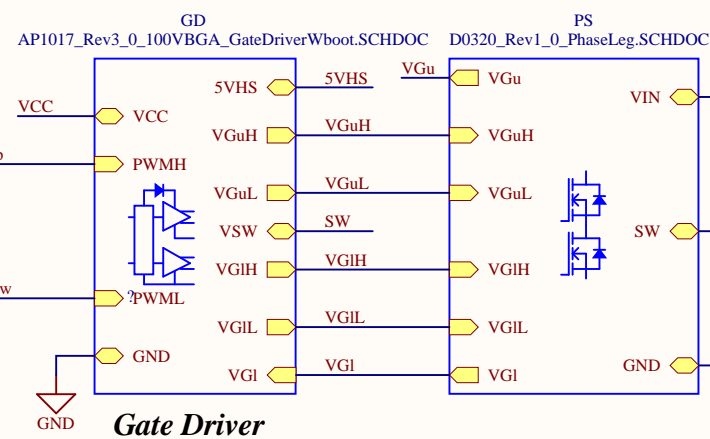 GD
AP1017_Rev3_0_100VBGA_GateDriverWboot.SCHDOC
PS
D0320_Rev1_0_PhaseLeg.SCHDOC
VCC
VCC
PWMH
?PWML
GND
GND
5VHS
5VHS
VGuH
VGuH
VGuL
VGuL
VSW
SW
VGlH
VGlH
VGlL
VGlL
VGl
VGl
VGu
VGu
VGuH
VGuL
VGlH
VGlL
VGl
VIN
SW
GND
w
Gate Driver